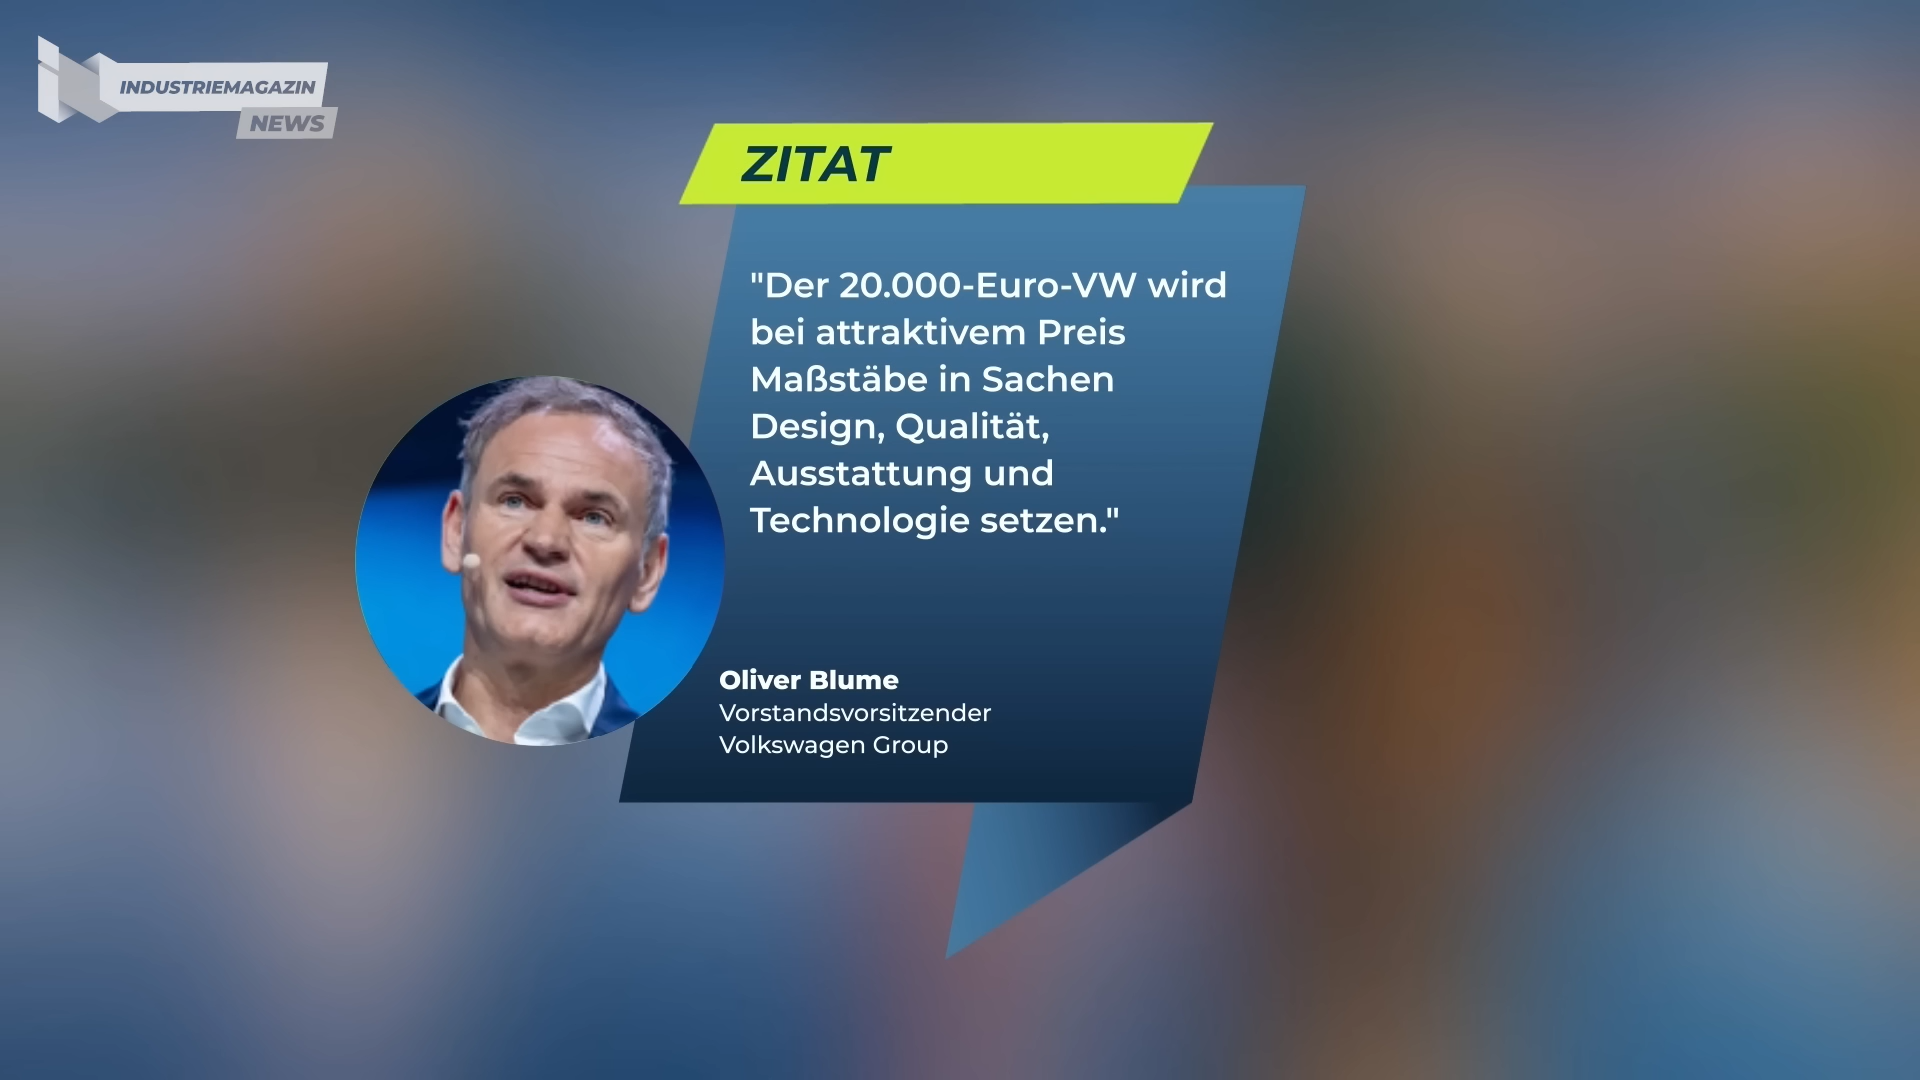 INDUSTRIEMAGAZIN
NEWS
ZITAT
"Der 20.000-Euro-VW wird
bei attraktivem Preis
Maßstäbe in Sachen
Design, Qualität,
Ausstattung und
Technologie setzen."
Oliver Blume
Vorstandsvorsitzender
Volkswagen Group